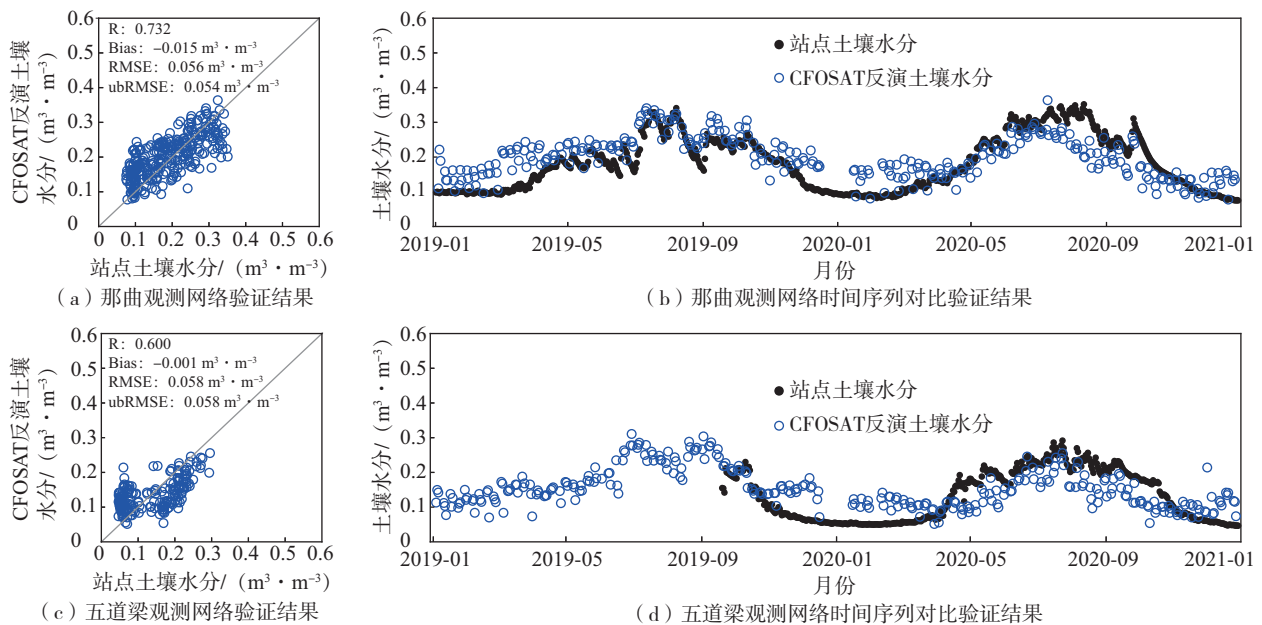 0.6
0.5
0.4
0.3
0.2
0.1
0
CFOSAT反演土壤
水分/（m³・m⁻³）
R：0.732
Bias：−0.015 m³・m⁻³
RMSE：0.056 m³・m⁻³
ubRMSE：0.054 m³・m⁻³
0 0.1 0.2 0.3 0.4 0.5 0.6
站点土壤水分/（m³・m⁻³）
（a）那曲观测网络验证结果
0.6
0.5
0.4
0.3
0.2
0.1
0
土壤水分/（m³・m⁻³）
站点土壤水分
CFOSAT反演土壤水分
2019-01 2019-05 2019-09 2020-01 2020-05 2020-09 2021-01
月份
（b）那曲观测网络时间序列对比验证结果
0.6
0.5
0.4
0.3
0.2
0.1
0
CFOSAT反演土壤
水分/（m³・m⁻³）
R：0.600
Bias：−0.001 m³・m⁻³
RMSE：0.058 m³・m⁻³
ubRMSE：0.058 m³・m⁻³
0 0.1 0.2 0.3 0.4 0.5 0.6
站点土壤水分/（m³・m⁻³）
（c）五道梁观测网络验证结果
0.6
0.5
0.4
0.3
0.2
0.1
0
土壤水分/（m³・m⁻³）
站点土壤水分
CFOSAT反演土壤水分
2019-01 2019-05 2019-09 2020-01 2020-05 2020-09 2021-01
月份
（d）五道梁观测网络时间序列对比验证结果